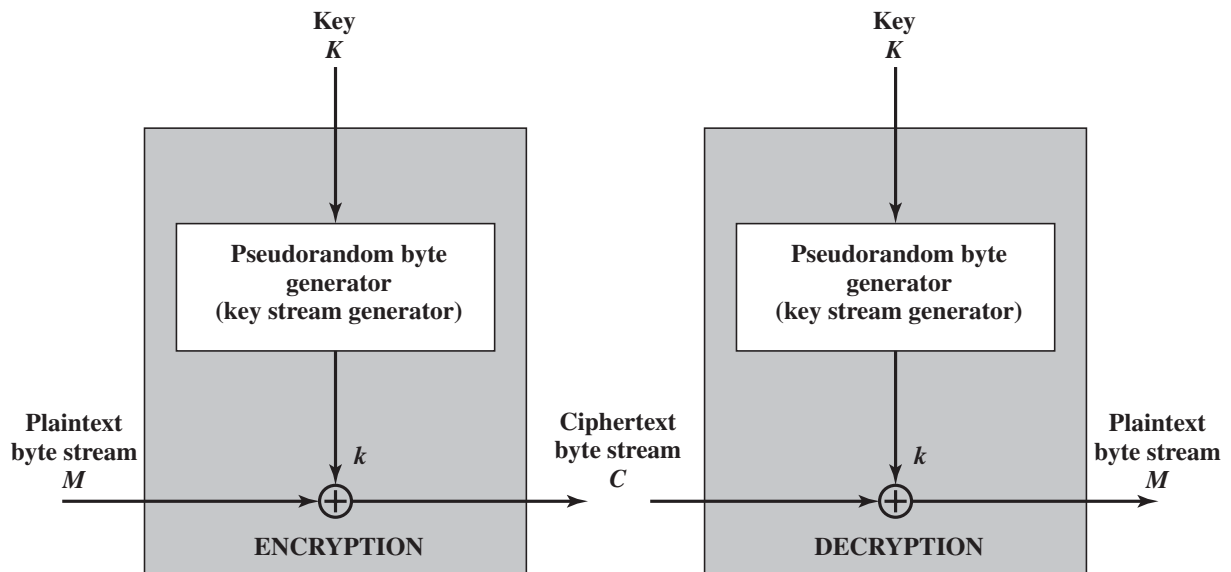 Key
K
Pseudorandom byte
generator
(key stream generator)
Plaintext
byte stream
M
k
ENCRYPTION
Ciphertext
byte stream
C
Key
K
Pseudorandom byte
generator
(key stream generator)
k
DECRYPTION
Plaintext
byte stream
M